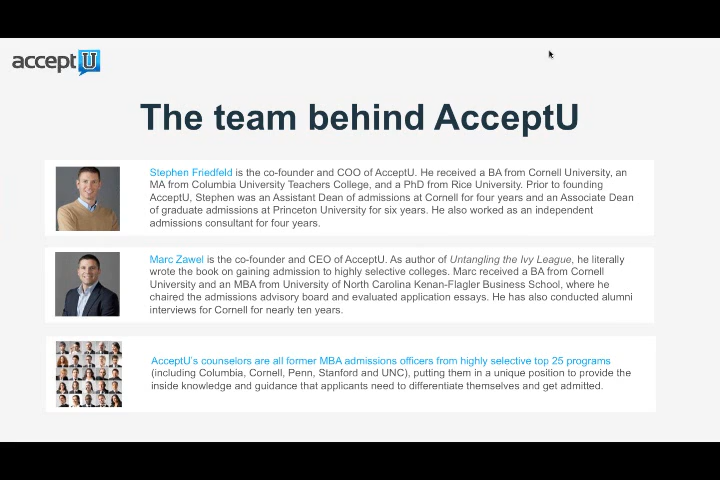 accept U
The team behind AcceptU
Stephen Friedfeld is the co-founder and COO of AcceptU. He received a BA from Cornell University, an
MA from Columbia University Teachers College, and a PhD from Rice University. Prior to founding
AcceptU, Stephen was an Assistant Dean of admissions at Cornell for four years and an Associate Dean
of graduate admissions at Princeton University for six years. He also worked as an independent
admissions consultant for four years.
Marc Zawel is the co-founder and CEO of AcceptU. As author of Untangling the Ivy League, he literally
wrote the book on gaining admission to highly selective colleges. Marc received a BA from Cornell
University and an MBA from University of North Carolina Kenan-Flagler Business School, where he
chaired the admissions advisory board and evaluated application essays. He has also conducted alumni
interviews for Cornell for nearly ten years.
AcceptU's counselors are all former MBA admissions officers from highly selective top 25 programs
(including Columbia, Cornell, Penn, Stanford and UNC), putting them in a unique position to provide the
inside knowledge and guidance that applicants need to differentiate themselves and get admitted.